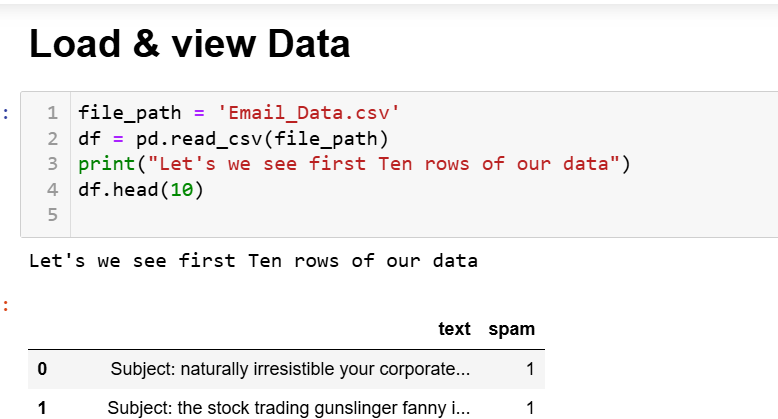 Load & view Data
:
1 file_path = 'Email_Data.csv'
2 df = pd.read_csv(file_path)
3 print("Let's we see first Ten rows of our data")
4 df.head(10)
5
Let's we see first Ten rows of our data
:
text spam
0 Subject: naturally irresistible your corporate... 1
1 Subject: the stock trading gunslinger fanny i... 1